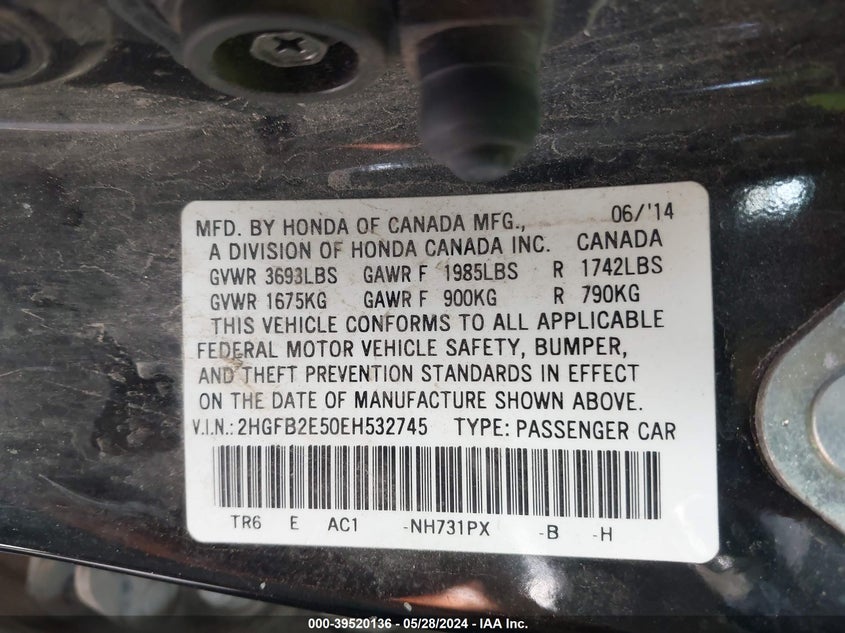 MFD. BY HONDA OF CANADA MFG., 06/'14
A DIVISION OF HONDA CANADA INC. CANADA
GVWR 3693LBS GAWR F 1985LBS R 1742LBS
GVWR 1675KG GAWR F 900KG R 790KG
THIS VEHICLE CONFORMS TO ALL APPLICABLE
FEDERAL MOTOR VEHICLE SAFETY, BUMPER,
AND THEFT PREVENTION STANDARDS IN EFFECT
ON THE DATE OF MANUFACTURE SHOWN ABOVE.
V.I.N.: 2HGFB2E50EH532745 TYPE: PASSENGER CAR
TR6 E AC1 -NH731PX -B -H
000-39520136 - 05/28/2024 - IAA Inc.